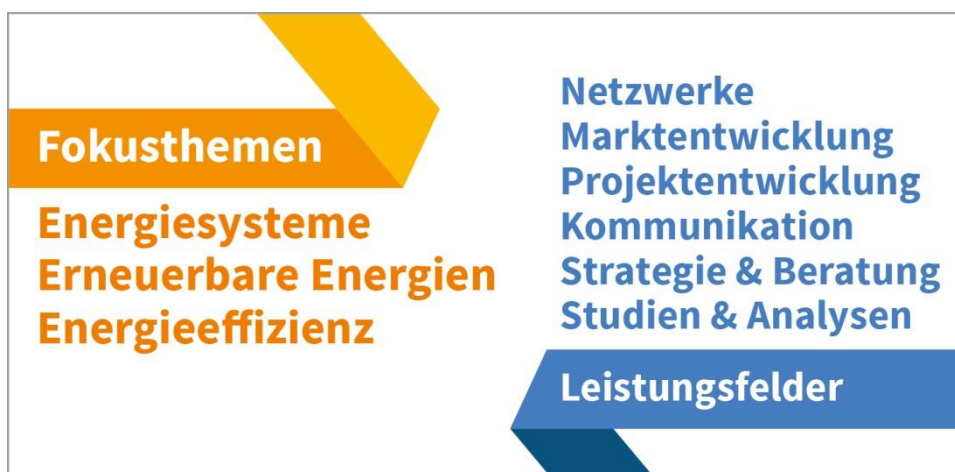 Fokusthemen
Energiesysteme
Erneuerbare Energien
Energieeffizienz
Netzwerke
Marktentwicklung
Projektentwicklung
Kommunikation
Strategie & Beratung
Studien & Analysen
Leistungsfelder